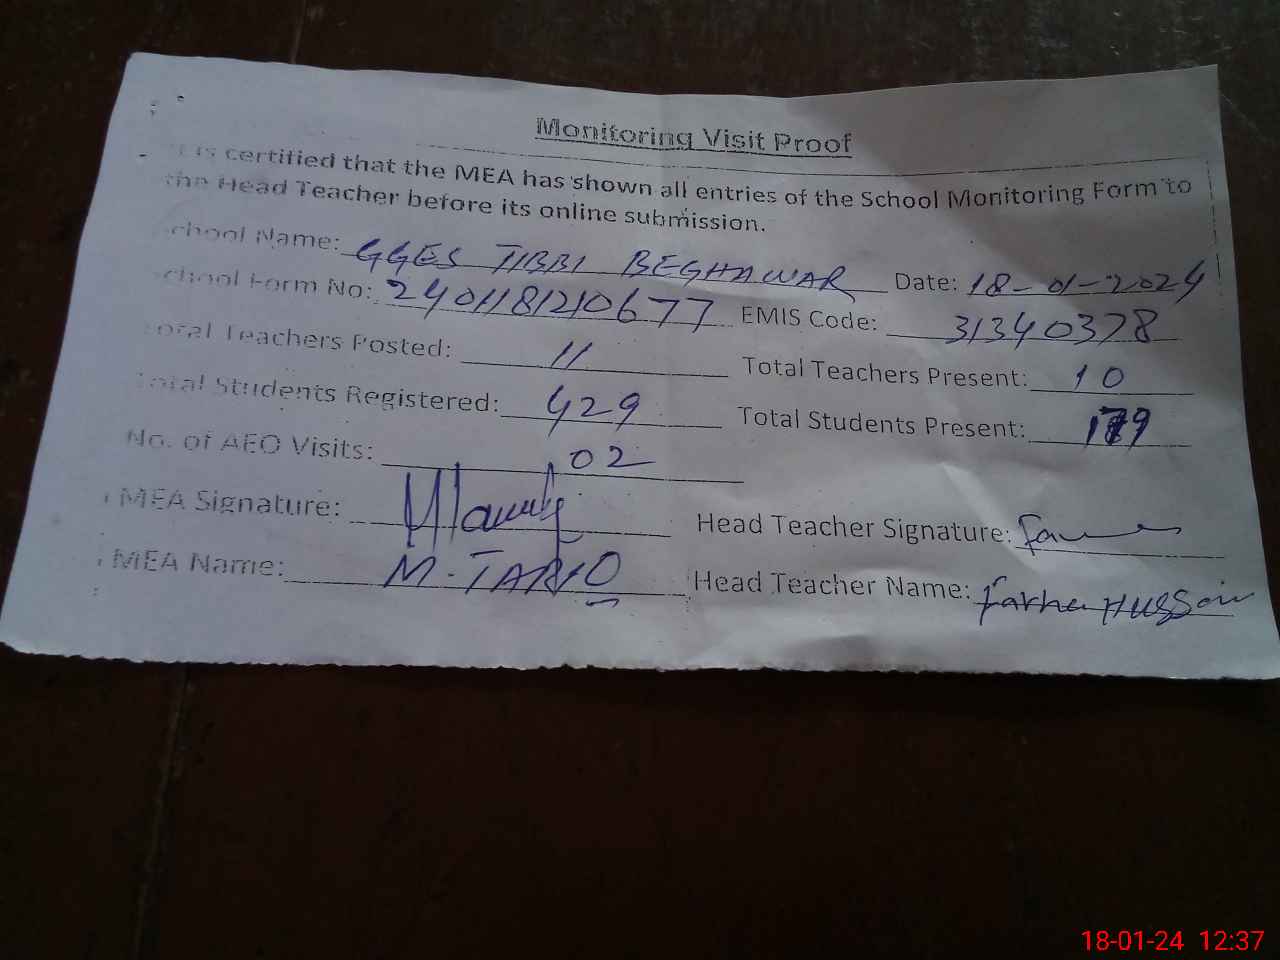 Monitoring Visit Proof
It is certified that the MEA has shown all entries of the School Monitoring Form to
the Head Teacher before its online submission.
School Name: GGES TIBBI BEGHAWAR Date: 18-01-2024
School Form No: 2401181210677 EMIS Code: 31340378
Total Teachers Posted: 11 Total Teachers Present: 10
Total Students Registered: 429 Total Students Present:
No. of AEO Visits: 02
MEA Signature: Head Teacher Signature:
MEA Name: M-TARIQ Head Teacher Name: Hussain
18-01-24 12:37